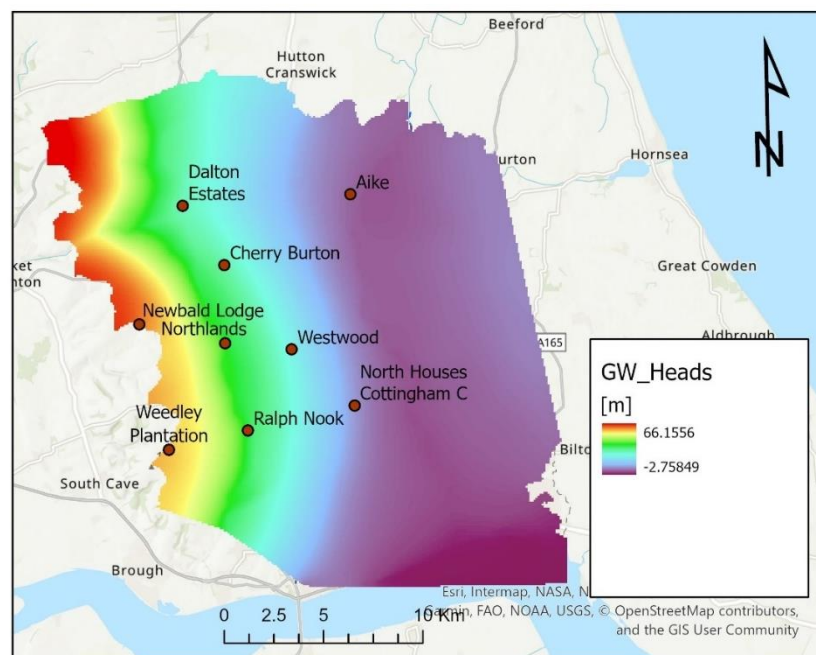 Beeford
Hutton
Cranswick
Dalton
Estates
Aike
urton
Hornsea
Cherry Burton
ket
nton
Great Cowden
Newbald Lodge
Northlands
Westwood
A165
Aldbrough
North Houses
Cottingham C
GW_Heads
[m]
66.1556
-2.75849
Weedley
Plantation
Ralph Nook
Bilto
South Cave
Brough
Esri, Intermap, NASA, N
Garmin, FAO, NOAA, USGS, © OpenStreetMap contributors,
and the GIS User Community
0 2.5 5 10 Km
N